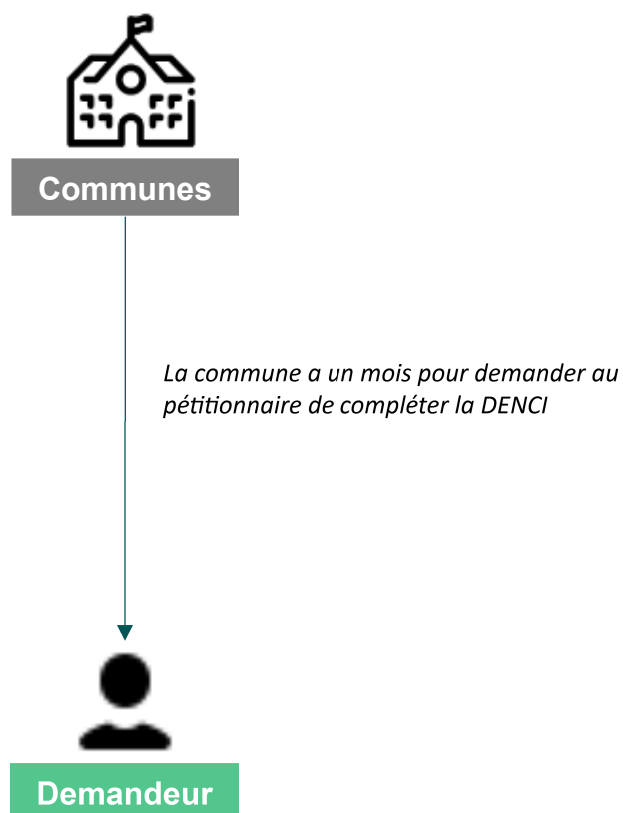 Communes
La commune a un mois pour demander au
pétitionnaire de compléter la DENCI
Demandeur